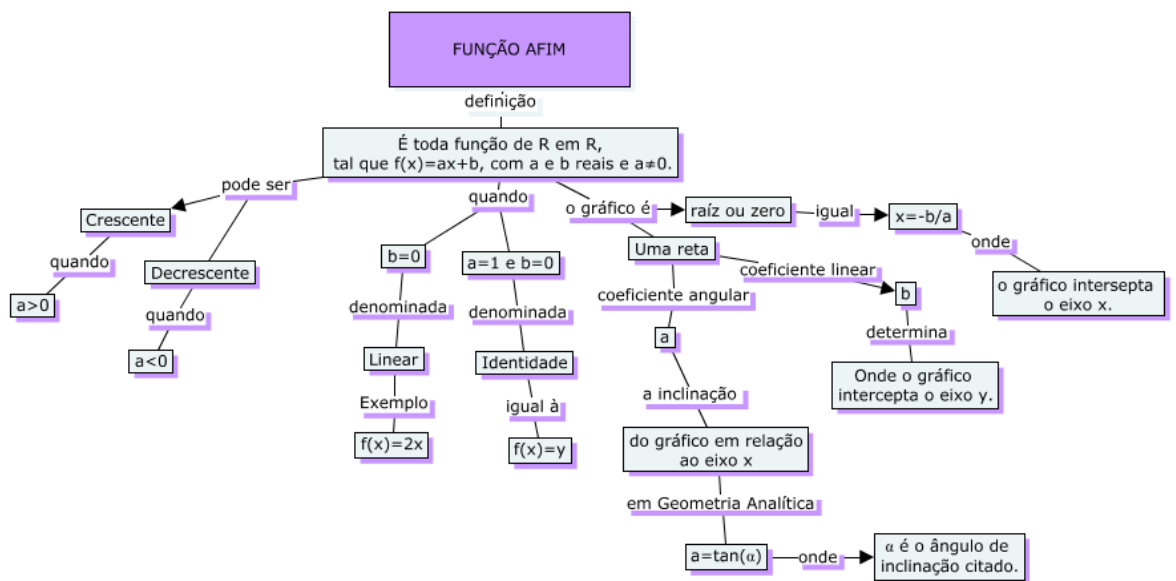 FUNÇÃO AFIM
definição
É toda função de R em R,
tal que f(x)=ax+b, com a e b reais e a≠0.
pode ser
Crescente
quando
a>0
Decrescente
quando
a<0
quando
b=0
denominada
Linear
Exemplo
f(x)=2x
a=1 e b=0
denominada
Identidade
igual à
f(x)=y
o gráfico é
raíz ou zero
igual
x=-b/a
onde
o gráfico intersepta
o eixo x.
Uma reta
coeficiente angular
a
a inclinação
do gráfico em relação
ao eixo x
em Geometria Analítica
a=tan(α)
onde
α é o ângulo de
inclinação citado.
coeficiente linear
b
determina
Onde o gráfico
intercepta o eixo y.